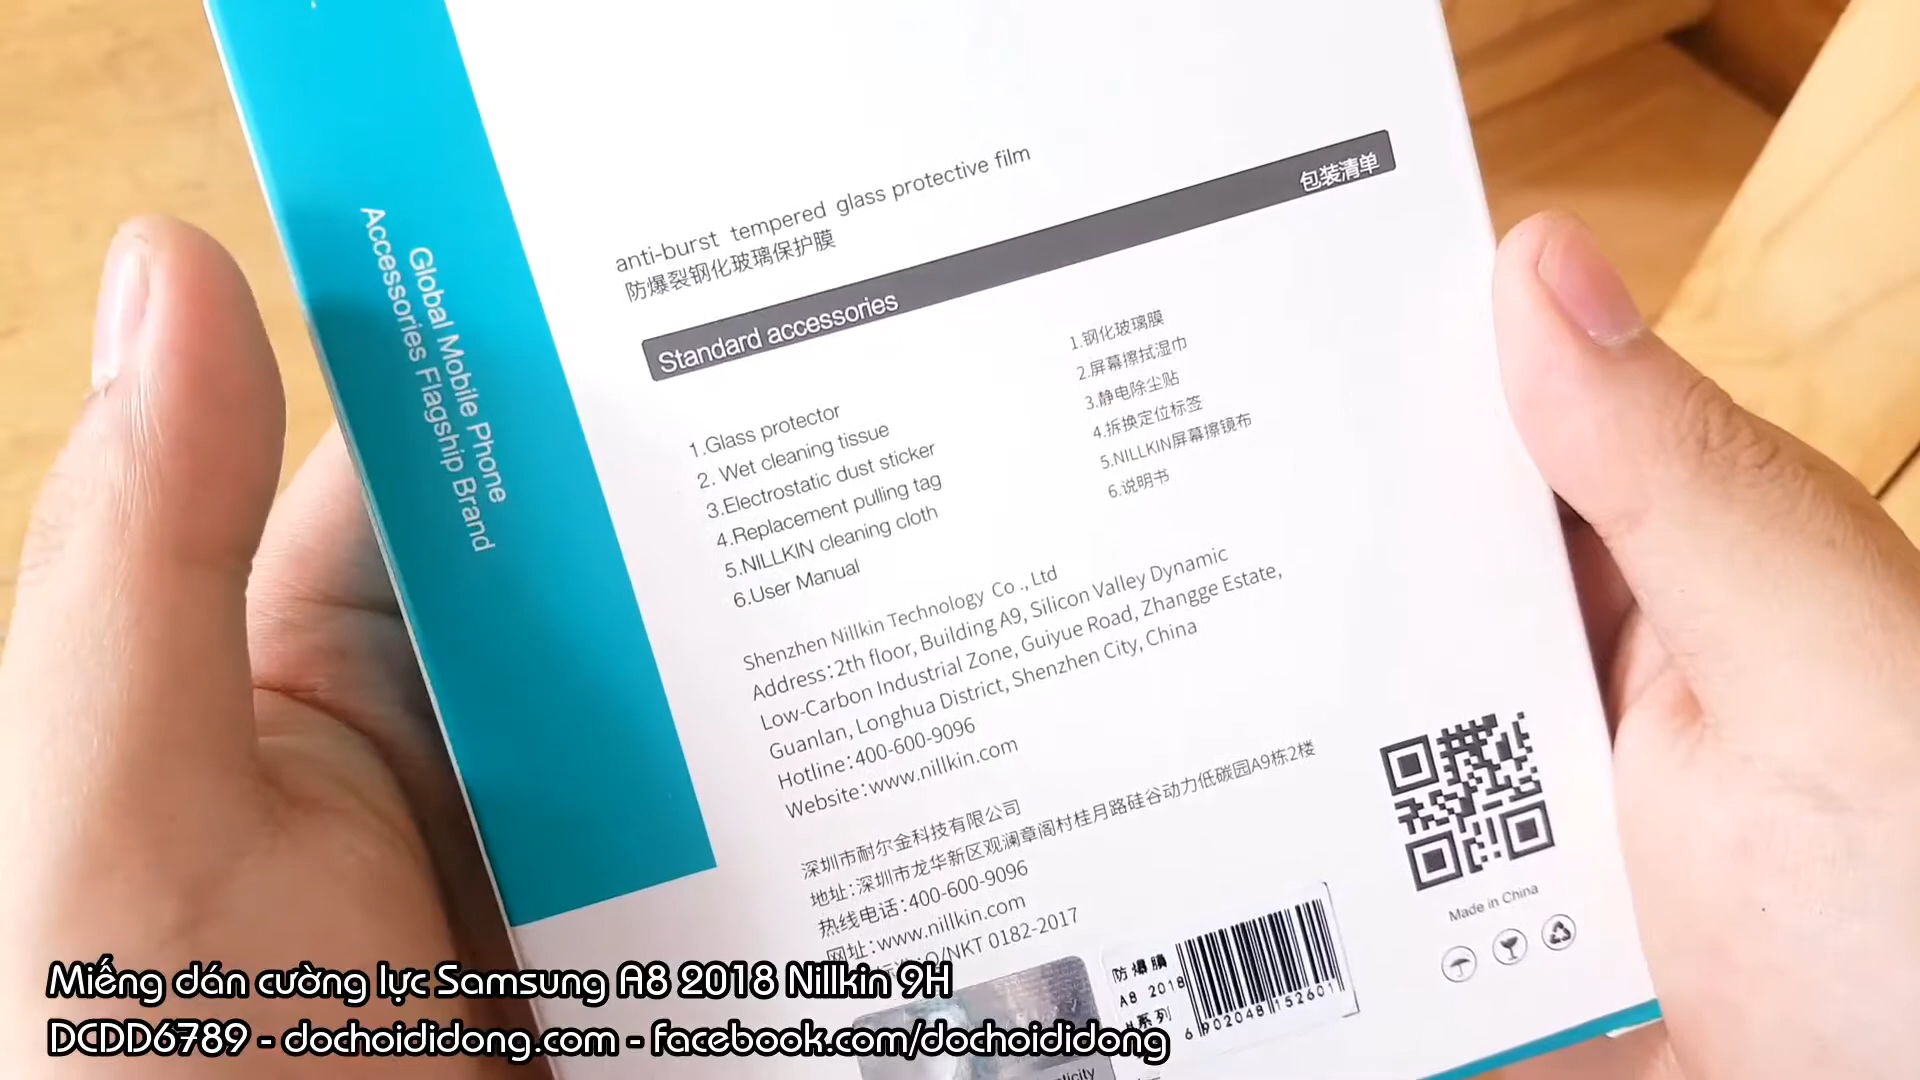 Global Mobile Phone
Accessories Flagship Brand
anti-burst tempered glass protective film
防爆裂钢化玻璃保护膜
Standard accessories 包装清单
1.Glass protector
2. Wet cleaning tissue
3.Electrostatic dust sticker
4.Replacement pulling tag
5.NILLKIN cleaning cloth
6.User Manual
1.钢化玻璃膜
2.屏幕擦拭湿巾
3.静电除尘贴
4.拆换定位标签
5.NILLKIN屏幕擦镜布
6.说明书
Shenzhen Nillkin Technology Co.,Ltd
Address:2th floor, Building A9, Silicon Valley Dynamic
Low-Carbon Industrial Zone, Guiyue Road, Zhangge Estate,
Guanlan, Longhua District, Shenzhen City, China
Hotline:400-600-9096
Website:www.nillkin.com
深圳市耐尔金科技有限公司
地址:深圳市龙华新区观澜章阁村桂月路硅谷动力低碳园A9栋2楼
热线电话:400-600-9096
网址:www.nillkin.com
Q/NKT 0182-2017
Made in China
防爆膜
A8 2018
系列
6902048152601
Miếng dán cường lực Samsung A8 2018 Nillkin 9H
DCDD6789 - dochoididong.com - facebook.com/dochoididong